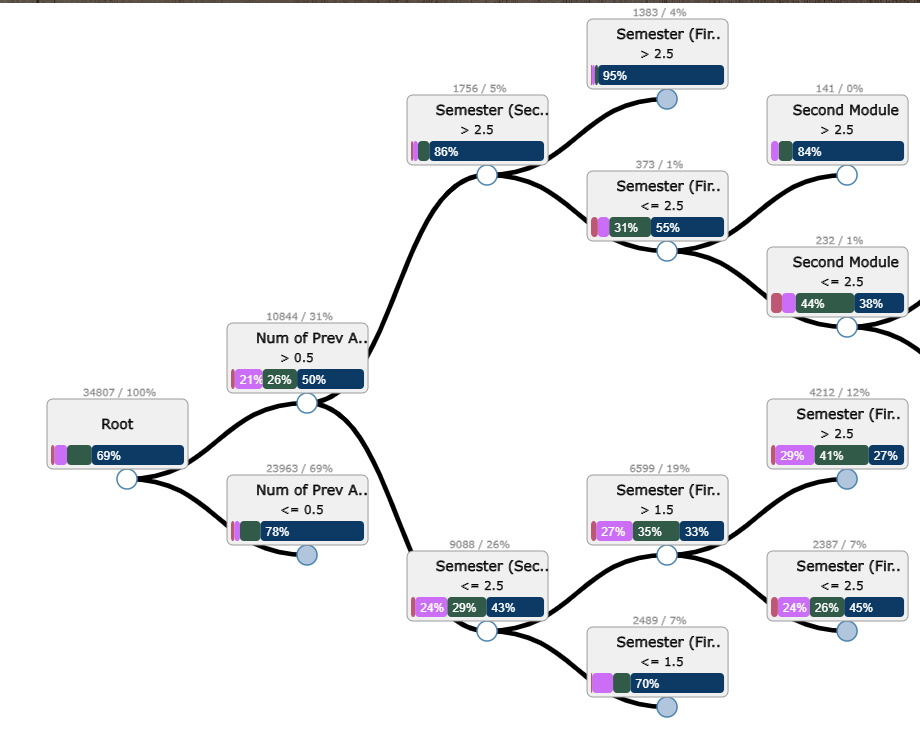 1383 / 4%
Semester (Fir..
> 2.5
95%
1756 / 5%
Semester (Sec..
> 2.5
86%
141 / 0%
Second Module
> 2.5
84%
373 / 1%
Semester (Fir..
<= 2.5
31% 55%
232 / 1%
Second Module
<= 2.5
44% 38%
10844 / 31%
Num of Prev A..
> 0.5
21% 26% 50%
34807 / 100%
Root
69%
23963 / 69%
Num of Prev A..
<= 0.5
78%
4212 / 12%
Semester (Fir..
> 2.5
29% 41% 27%
6599 / 19%
Semester (Fir..
> 1.5
27% 35% 33%
9088 / 26%
Semester (Sec..
<= 2.5
24% 29% 43%
2387 / 7%
Semester (Fir..
<= 2.5
24% 26% 45%
2489 / 7%
Semester (Fir..
<= 1.5
70%